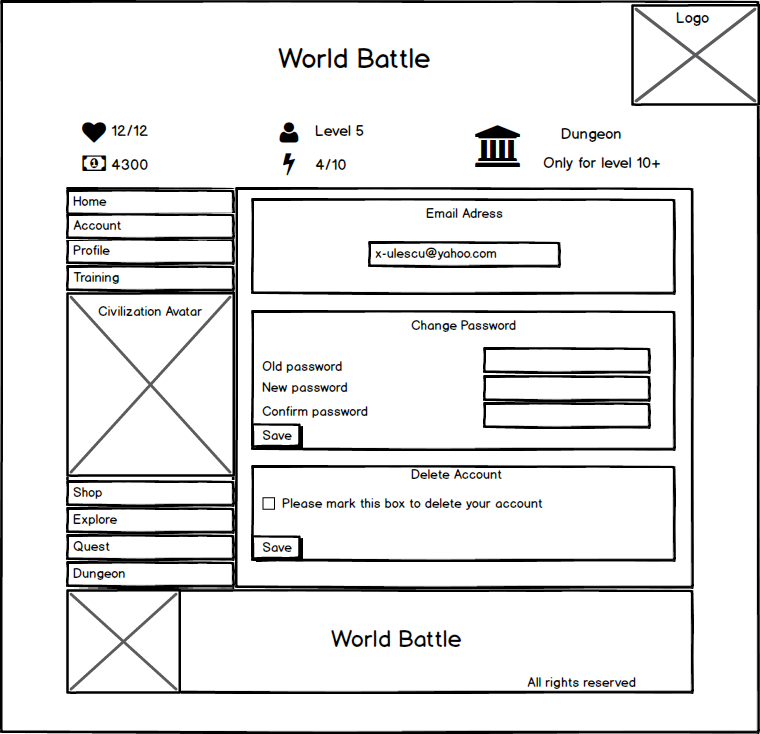 Logo
World Battle
12/12
Level 5
Dungeon
4300
4/10
Only for level 10+
Home
Account
Profile
Training
Civilization Avatar
Shop
Explore
Quest
Dungeon
Email Adress
x-ulescu@yahoo.com
Change Password
Old password
New password
Confirm password
Save
Delete Account
Please mark this box to delete your account
Save
World Battle
All rights reserved